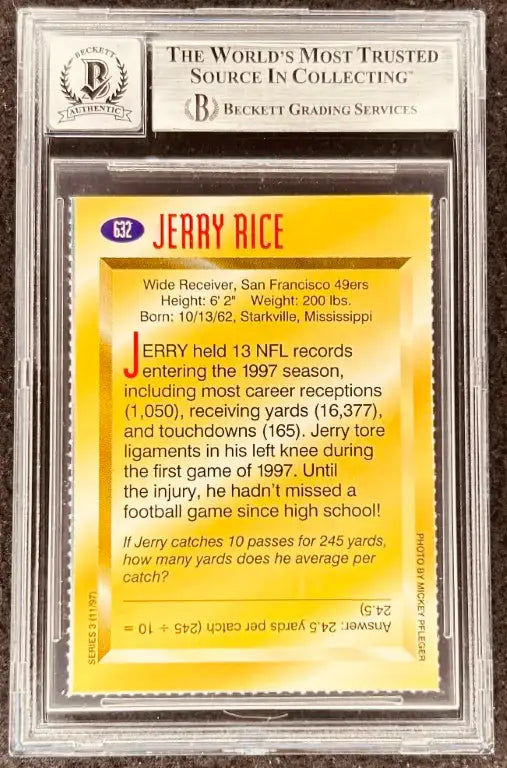 BECKETT
B
AUTHENTIC
THE WORLD'S MOST TRUSTED
SOURCE IN COLLECTING™
B BECKETT GRADING SERVICES
632 JERRY RICE
Wide Receiver, San Francisco 49ers
Height: 6' 2" Weight: 200 lbs.
Born: 10/13/62, Starkville, Mississippi
JERRY held 13 NFL records
entering the 1997 season,
including most career receptions
(1,050), receiving yards (16,377),
and touchdowns (165). Jerry tore
ligaments in his left knee during
the first game of 1997. Until
the injury, he hadn't missed a
football game since high school!
If Jerry catches 10 passes for 245 yards,
how many yards does he average per
catch?
Answer: 24.5 yards per catch (245 ÷ 10 =
24.5)
SERIES 3 (11/97)
PHOTO BY MICKEY PFLEGER